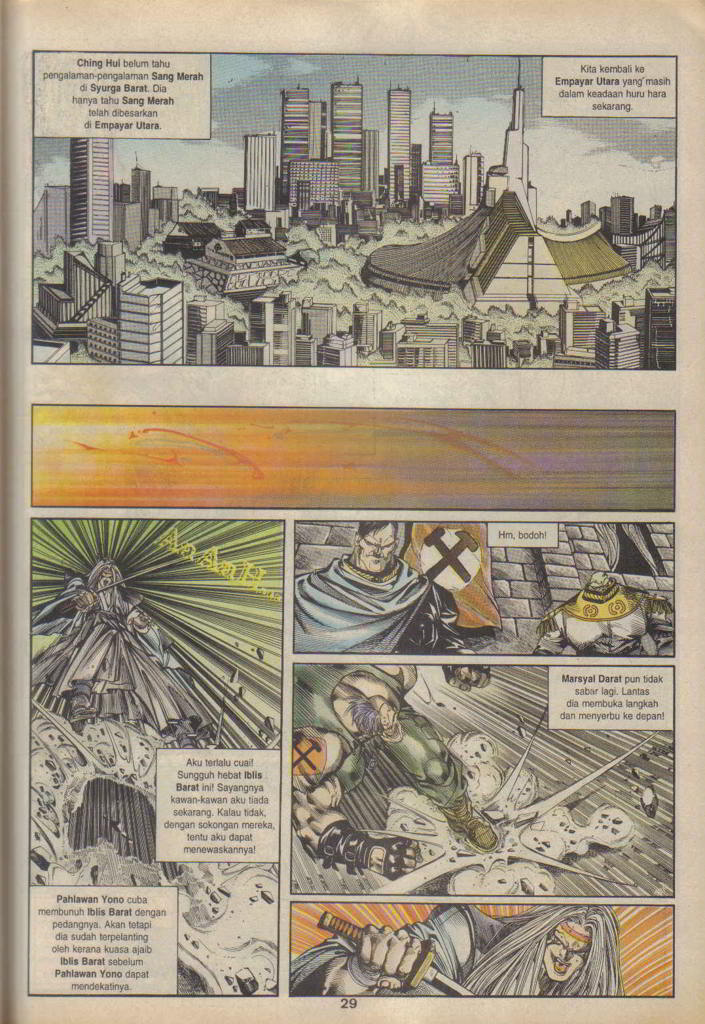 Ching Hui belum tahu
pengalaman-pengalaman Sang Merah
di Syurga Barat. Dia
hanya tahu Sang Merah
telah dibesarkan
di Empayar Utara.
Kita kembali ke
Empayar Utara yang masih
dalam keadaan huru hara
sekarang.
Hm, bodoh!
Marsyal Darat pun tidak
sabar lagi. Lantas
dia membuka langkah
dan menyerbu ke depan!
Aku terlalu cuai!
Sungguh hebat Iblis
Barat ini! Sayangnya
kawan-kawan aku tiada
sekarang. Kalau tidak,
dengan sokongan mereka,
tentu aku dapat
menewaskannya!
Pahlawan Yono cuba
membunuh Iblis Barat dengan
pedangnya. Akan tetapi
dia sudah terpelanting
oleh kerana kuasa ajaib
Iblis Barat sebelum
Pahlawan Yono dapat
mendekatinya.
29